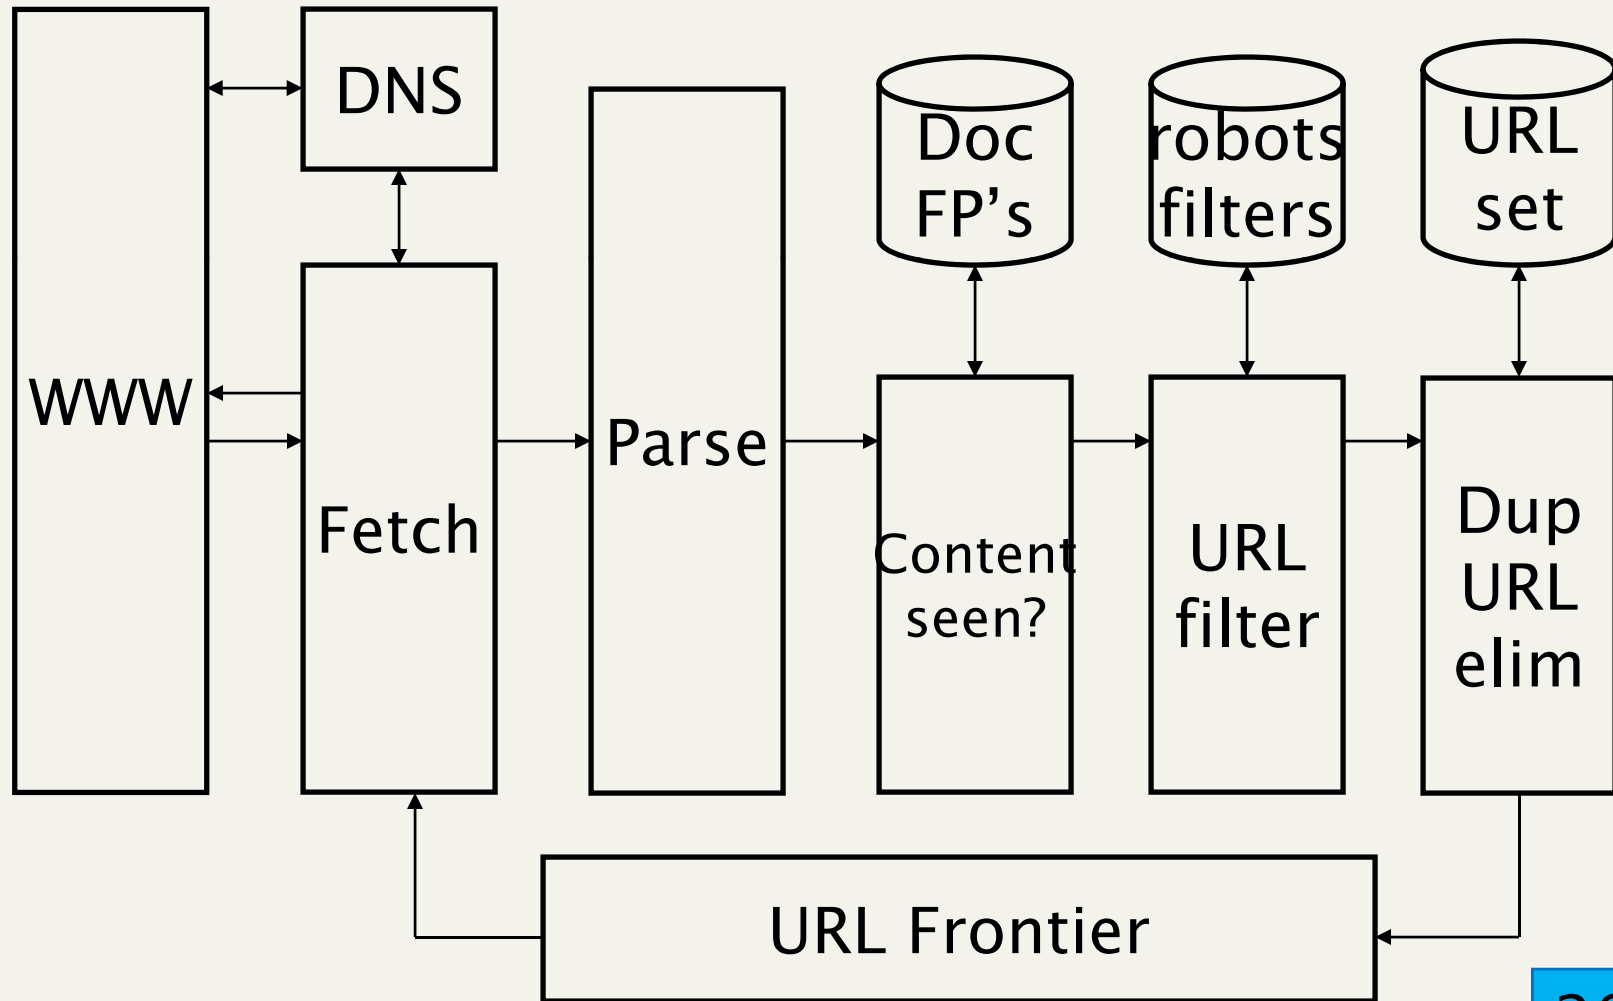 WWW
DNS
Fetch
Parse
Doc
FP’s
Content
seen?
robots
filters
URL
filter
URL
set
Dup
URL
elim
URL Frontier